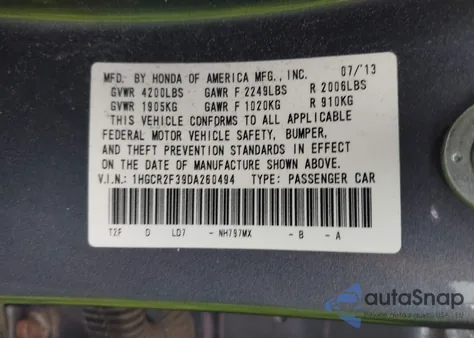 MFD. BY HONDA OF AMERICA MFG., INC. 07/'13
GVWR 4200LBS GAWR F 2249LBS R 2006LBS
GVWR 1905KG GAWR F 1020KG R 910KG
THIS VEHICLE CONFORMS TO ALL APPLICABLE
FEDERAL MOTOR VEHICLE SAFETY, BUMPER,
AND THEFT PREVENTION STANDARDS IN EFFECT
ON THE DATE OF MANUFACTURE SHOWN ABOVE.
V.I.N.: 1HGCR2F39DA260494 TYPE: PASSENGER CAR
T2F D LD7 - NH797MX - B - A
autoSnap